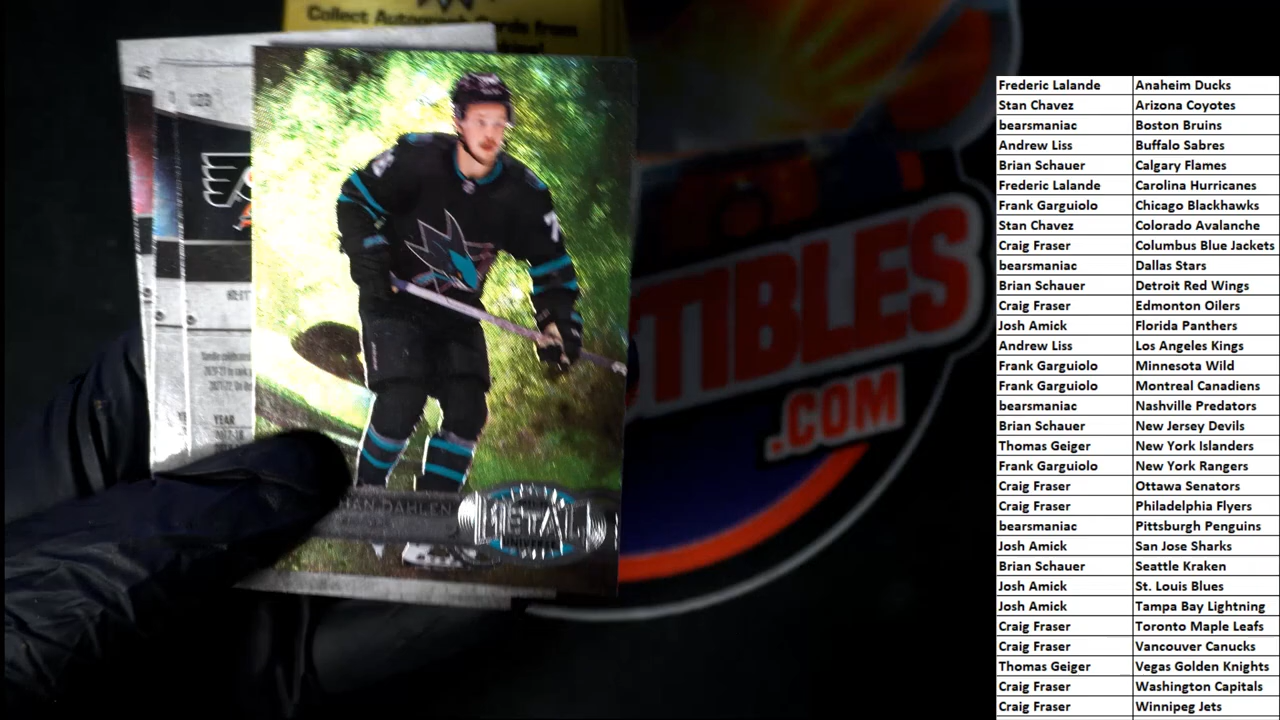 Collect Autograph Cards from
45
123
7
YEAR
2017-18
DAHLEN
METAL
UNIVERSE
TIBLES
.COM
Frederic Lalande Anaheim Ducks
Stan Chavez Arizona Coyotes
bearsmaniac Boston Bruins
Andrew Liss Buffalo Sabres
Brian Schauer Calgary Flames
Frederic Lalande Carolina Hurricanes
Frank Garguiolo Chicago Blackhawks
Stan Chavez Colorado Avalanche
Craig Fraser Columbus Blue Jackets
bearsmaniac Dallas Stars
Brian Schauer Detroit Red Wings
Craig Fraser Edmonton Oilers
Josh Amick Florida Panthers
Andrew Liss Los Angeles Kings
Frank Garguiolo Minnesota Wild
Frank Garguiolo Montreal Canadiens
bearsmaniac Nashville Predators
Brian Schauer New Jersey Devils
Thomas Geiger New York Islanders
Frank Garguiolo New York Rangers
Craig Fraser Ottawa Senators
Craig Fraser Philadelphia Flyers
bearsmaniac Pittsburgh Penguins
Josh Amick San Jose Sharks
Brian Schauer Seattle Kraken
Josh Amick St. Louis Blues
Josh Amick Tampa Bay Lightning
Craig Fraser Toronto Maple Leafs
Craig Fraser Vancouver Canucks
Thomas Geiger Vegas Golden Knights
Craig Fraser Washington Capitals
Craig Fraser Winnipeg Jets